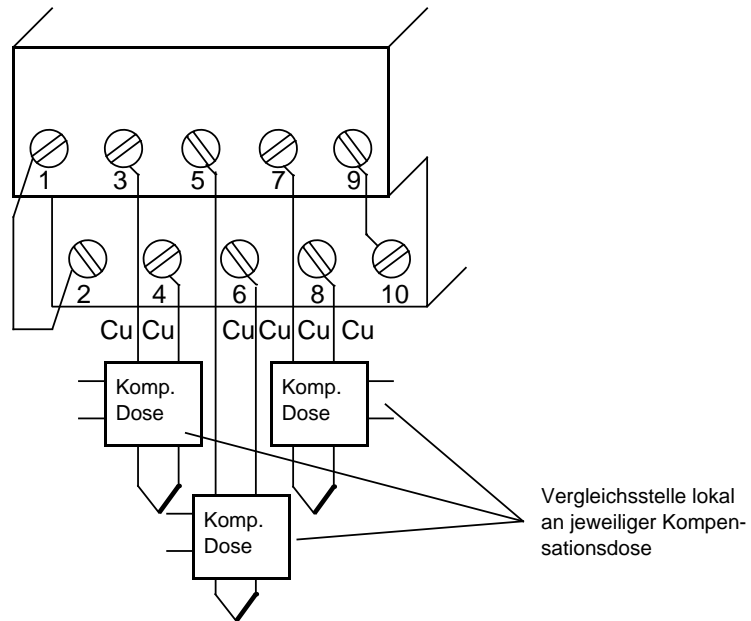 1 3 5 7 9
2 4 6 8 10
Cu Cu Cu Cu Cu Cu
Komp.
Dose
Komp.
Dose
Komp.
Dose
Vergleichsstelle lokal
an jeweiliger Kompen-
sationsdose